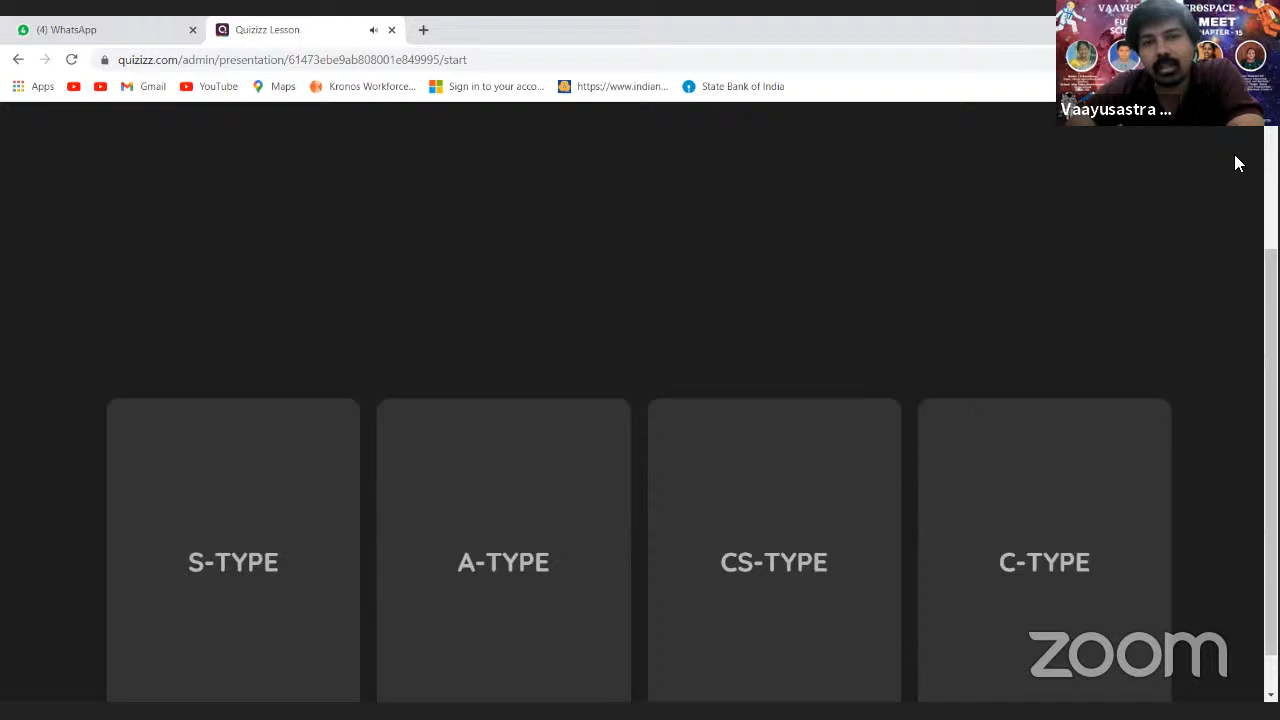 (4) WhatsApp
Quizizz Lesson
quizizz.com/admin/presentation/61473ebe9ab808001e849995/start
Apps
Gmail
YouTube
Maps
Kronos Workforce...
Sign in to your acco...
https://www.indian...
State Bank of India
MEET
Vaayusastra ...
S-TYPE
A-TYPE
CS-TYPE
C-TYPE
zoom